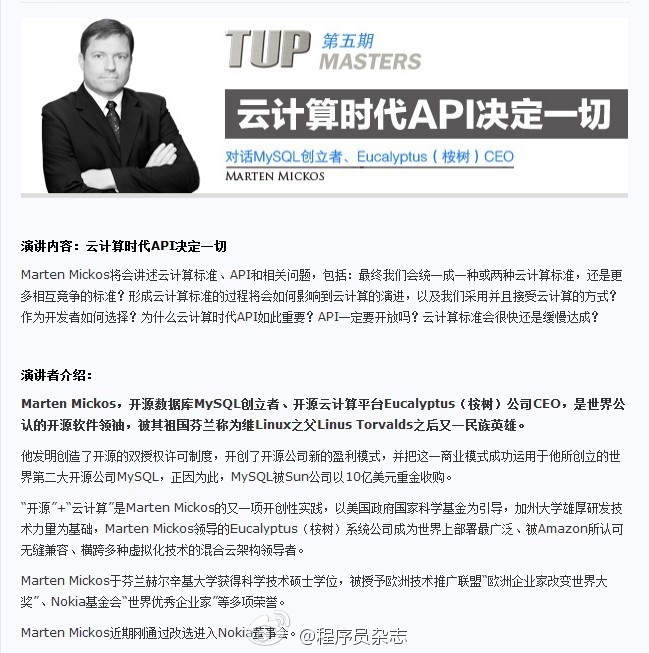 TUP 第五期
MASTERS
云计算时代API决定一切
对话MySQL创立者、Eucalyptus（桉树）CEO
MARTEN MICKOS
演讲内容：云计算时代API决定一切
Marten Mickos将会讲述云计算标准、API和相关问题，包括：最终我们会统一成一种或两种云计算标准，还是更
多相互竞争的标准？形成云计算标准的过程将会如何影响到云计算的演进，以及我们采用并且接受云计算的方式？
作为开发者如何选择？为什么云计算时代API如此重要？API一定要开放吗？云计算标准会很快还是缓慢达成？
演讲者介绍：
Marten Mickos，开源数据库MySQL创立者、开源云计算平台Eucalyptus（桉树）公司CEO，是世界公
认的开源软件领袖，被其祖国芬兰称为继Linux之父Linus Torvalds之后又一民族英雄。
他发明创造了开源的双授权许可制度，开创了开源公司新的盈利模式，并把这一商业模式成功运用于他所创立的世
界第二大开源公司MySQL，正因为此，MySQL被Sun公司以10亿美元重金收购。
“开源”+“云计算”是Marten Mickos的又一项开创性实践，以美国政府国家科学基金为引导，加州大学雄厚研发技
术力量为基础，Marten Mickos领导的Eucalyptus（桉树）系统公司成为世界上部署最广泛、被Amazon所认可
无缝兼容、横跨多种虚拟化技术的混合云架构领导者。
Marten Mickos于芬兰赫尔辛基大学获得科学技术硕士学位，被授予欧洲技术推广联盟“欧洲企业家改变世界大
奖”、Nokia基金会“世界优秀企业家”等多项荣誉。
Marten Mickos近期刚通过改选进入Nokia董事会。
@程序员杂志